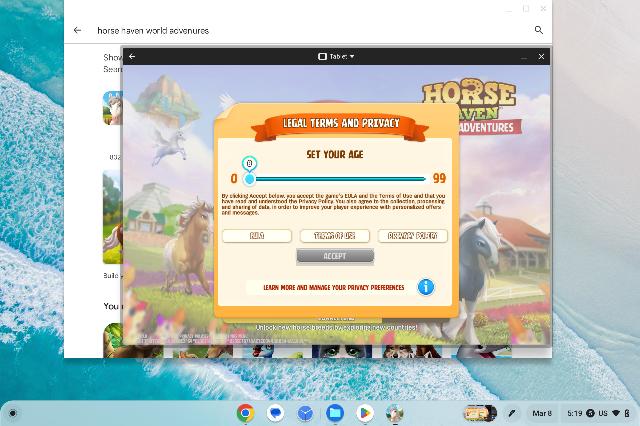 horse haven world advenures
Show
Sear
Tablet
HORSE
HAVEN
ADVENTURES
LEGAL TERMS AND PRIVACY
SET YOUR AGE
0
0
99
By clicking Accept below, you accept the game's EULA and the Terms of Use and that you
have read and understood the Privacy Policy. You also agree to the collection, processing
and sharing of data, in order to improve your player experience with personalized offers
and messages.
EULA
TERMS OF USE
PRIVACY POLICY
ACCEPT
LEARN MORE AND MANAGE YOUR PRIVACY PREFERENCES
i
832
Build y
You
Unlock new horse breeds by exploring new countries!
Mar 8
5:19
US